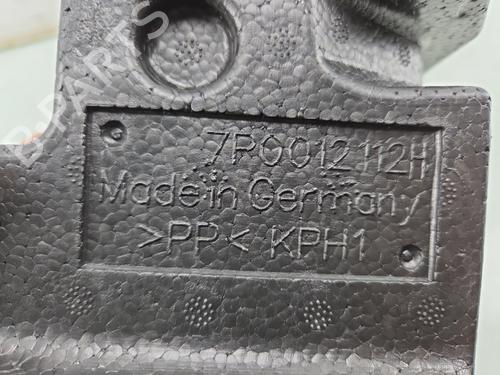 7P0012112H
Made in Germany
>PP< KPH1
B-PARTS